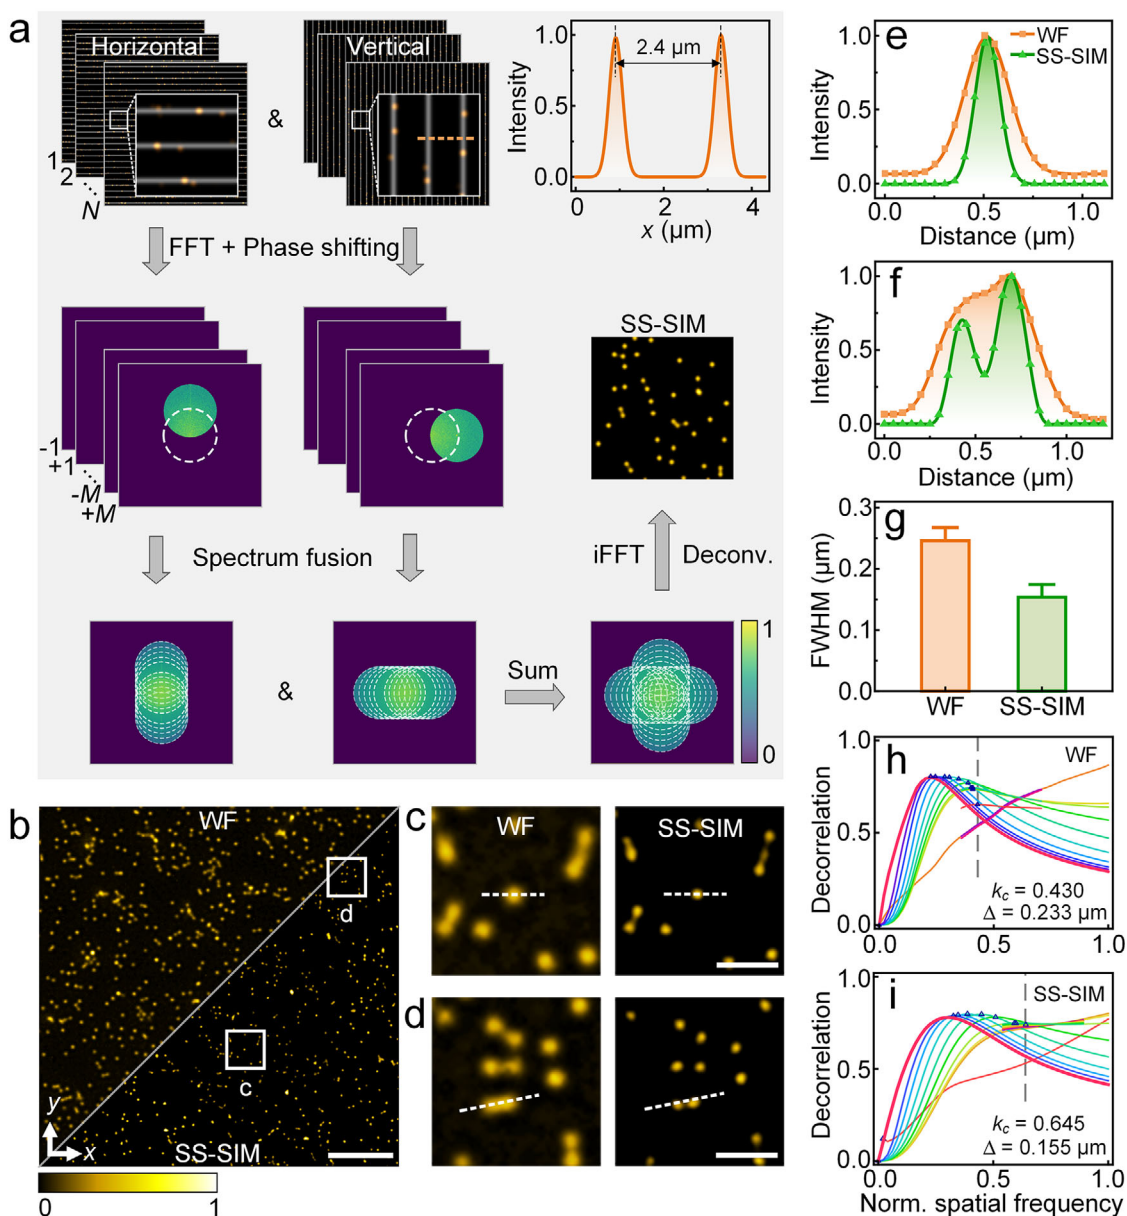 a
Horizontal
&
Vertical
1
2
N
Intensity
1.0
0.5
0.0
2.4 µm
0 2 4
x (µm)
FFT + Phase shifting
-1
+1
-M
+M
SS-SIM
Spectrum fusion
iFFT
Deconv.
&
Sum
1
0
b
WF
d
c
y
x
SS-SIM
0 1
c
WF
SS-SIM
d
e
WF
SS-SIM
Intensity
1.0
0.5
0.0
0.0 0.5 1.0
Distance (µm)
f
Intensity
1.0
0.5
0.0
0.0 0.5 1.0
Distance (µm)
g
FWHM (µm)
0.3
0.2
0.1
0.0
WF SS-SIM
h
WF
Decorrelation
1.0
0.5
0
0.0 0.5 1.0
kc = 0.430
Δ = 0.233 µm
i
SS-SIM
Decorrelation
1.0
0.5
0
0.0 0.5 1.0
kc = 0.645
Δ = 0.155 µm
Norm. spatial frequency